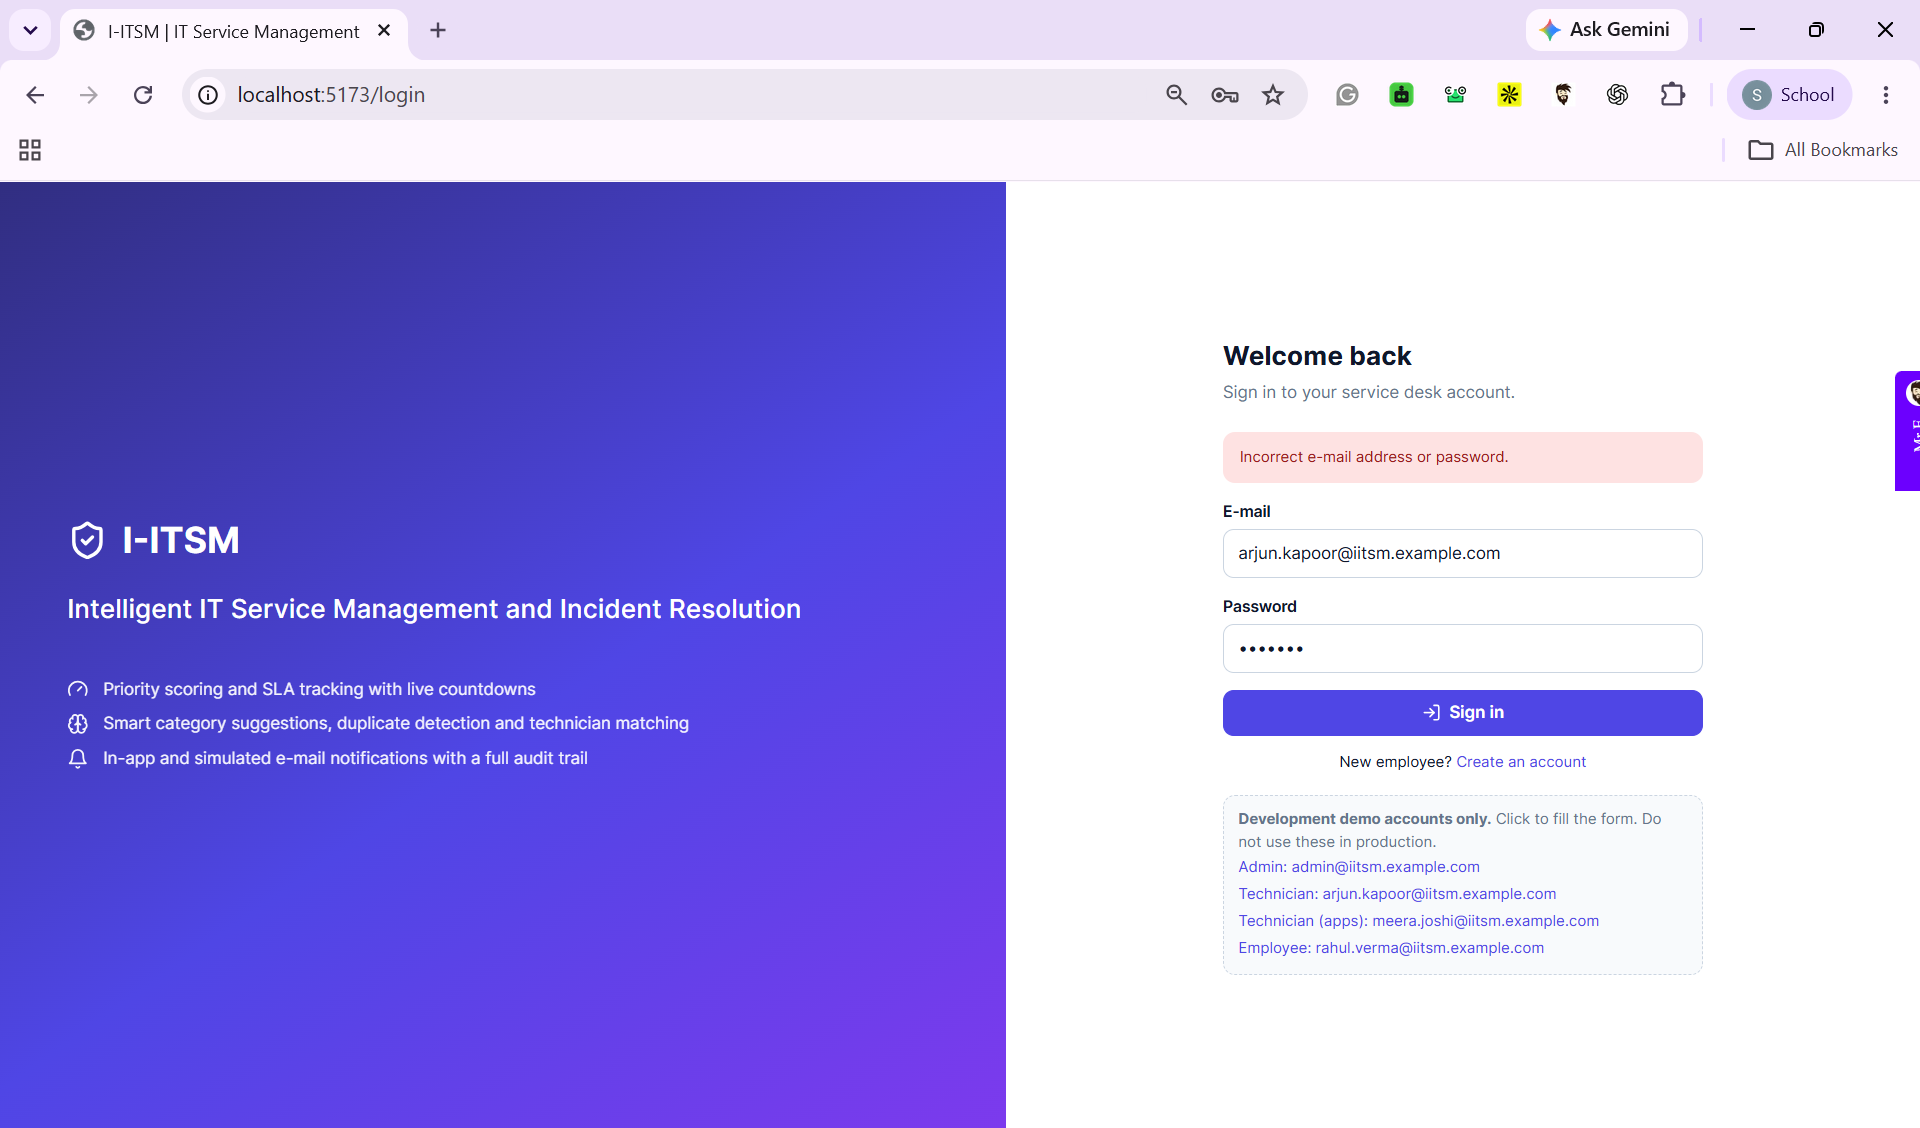 I-ITSM | IT Service Management
Ask Gemini
localhost:5173/login
S School
All Bookmarks
I-ITSM
Intelligent IT Service Management and Incident Resolution
Priority scoring and SLA tracking with live countdowns
Smart category suggestions, duplicate detection and technician matching
In-app and simulated e-mail notifications with a full audit trail
Welcome back
Sign in to your service desk account.
Incorrect e-mail address or password.
E-mail
arjun.kapoor@iitsm.example.com
Password
•••••••
Sign in
New employee? Create an account
Development demo accounts only. Click to fill the form. Do
not use these in production.
Admin: admin@iitsm.example.com
Technician: arjun.kapoor@iitsm.example.com
Technician (apps): meera.joshi@iitsm.example.com
Employee: rahul.verma@iitsm.example.com